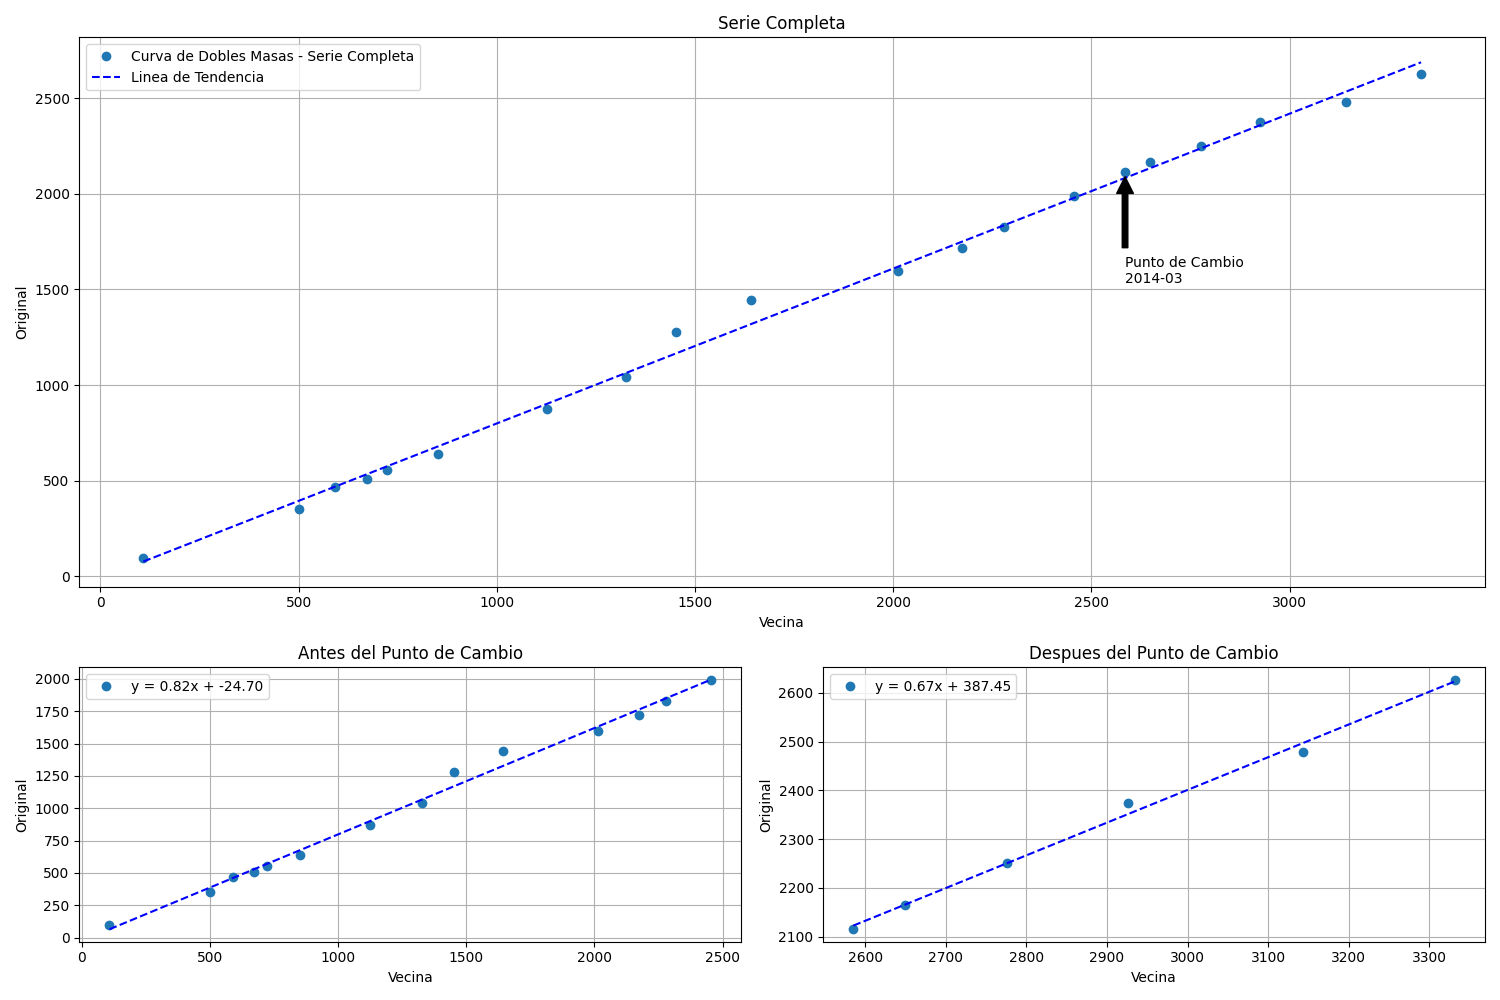 Serie Completa
Curva de Dobles Masas - Serie Completa
Linea de Tendencia
2500
2000
1500
1000
500
0
Original
Punto de Cambio
2014-03
0 500 1000 1500 2000 2500 3000
Vecina
Antes del Punto de Cambio
y = 0.82x + -24.70
2000
1750
1500
1250
1000
750
500
250
0
Original
0 500 1000 1500 2000 2500
Vecina
Despues del Punto de Cambio
y = 0.67x + 387.45
2600
2500
2400
2300
2200
2100
Original
2600 2700 2800 2900 3000 3100 3200 3300
Vecina